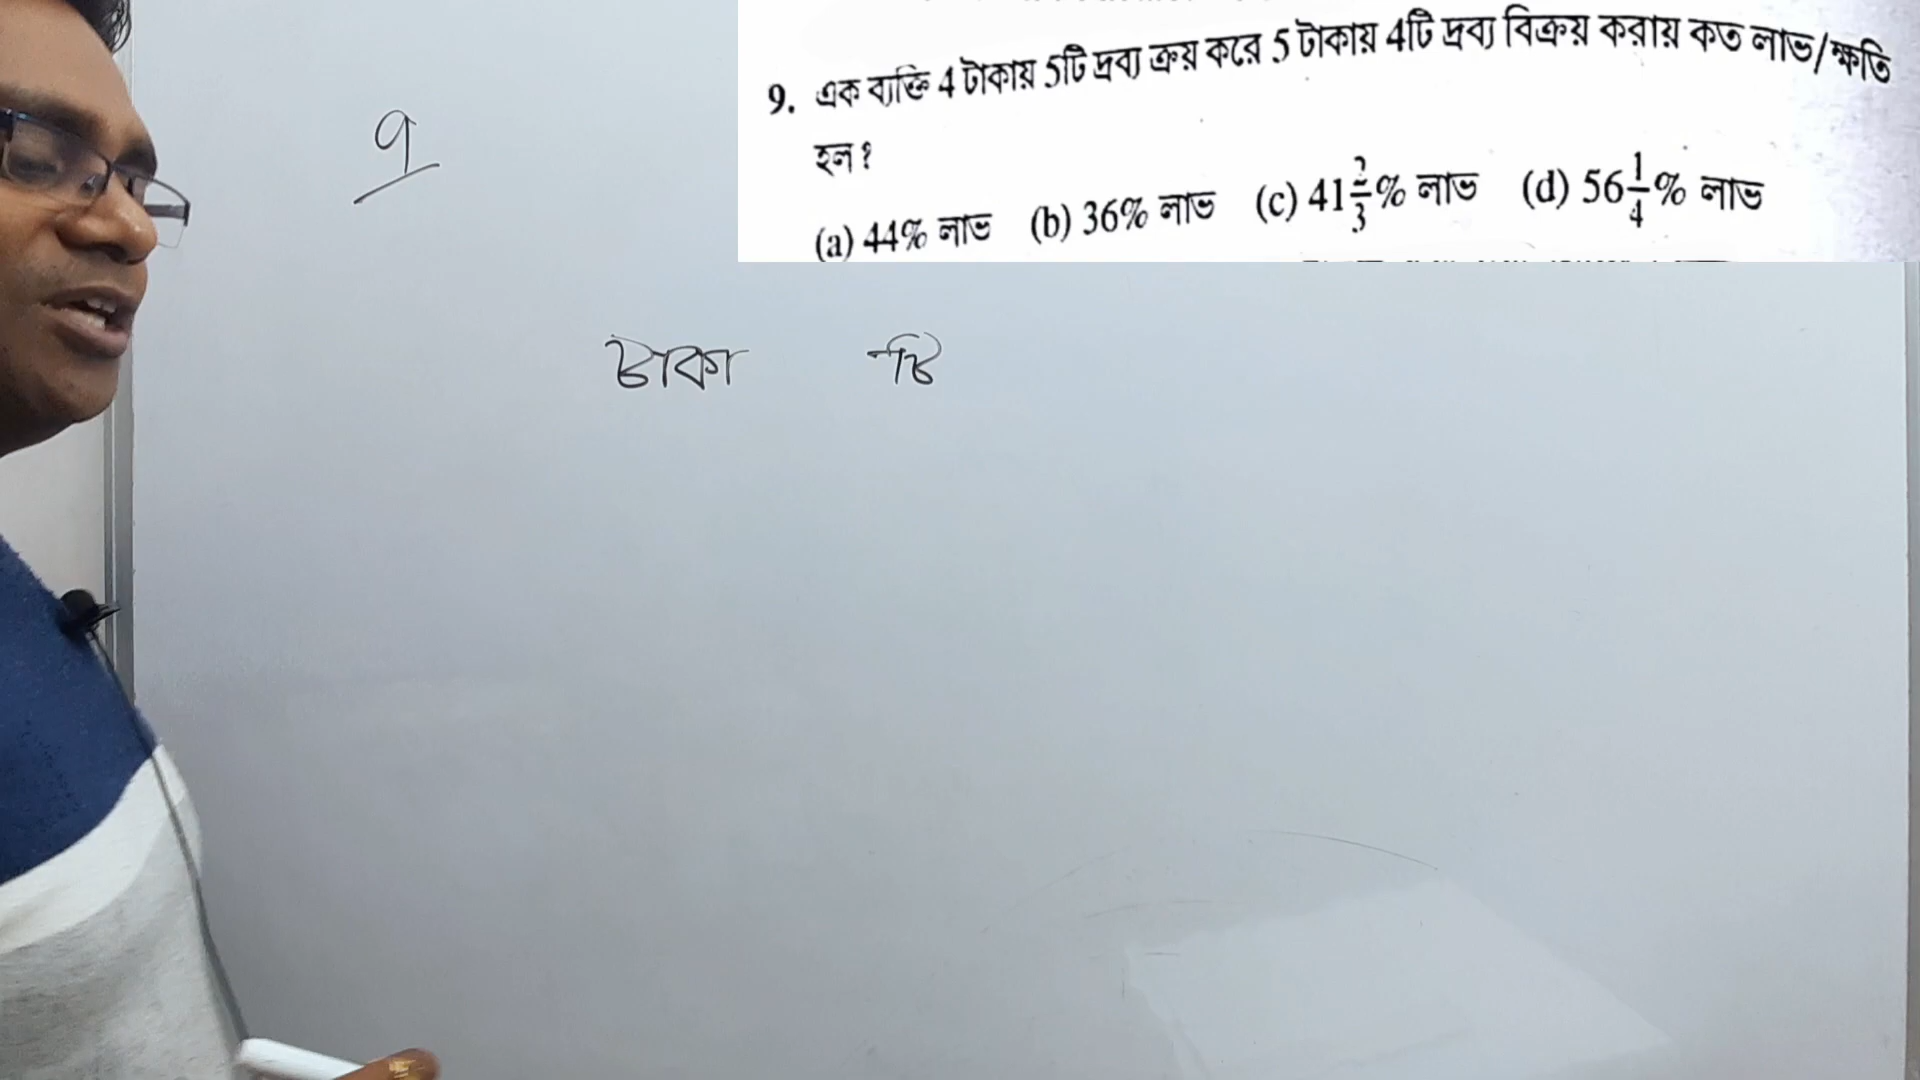 9. এক ব্যক্তি 4 টাকায় 5টি দ্রব্য ক্রয় করে 5 টাকায় 4টি দ্রব্য বিক্রয় করায় কত লাভ/ক্ষতি
হল?
(a) 44% লাভ (b) 36% লাভ (c) 41 2/3% লাভ (d) 56 1/4% লাভ
9
টাকা টি